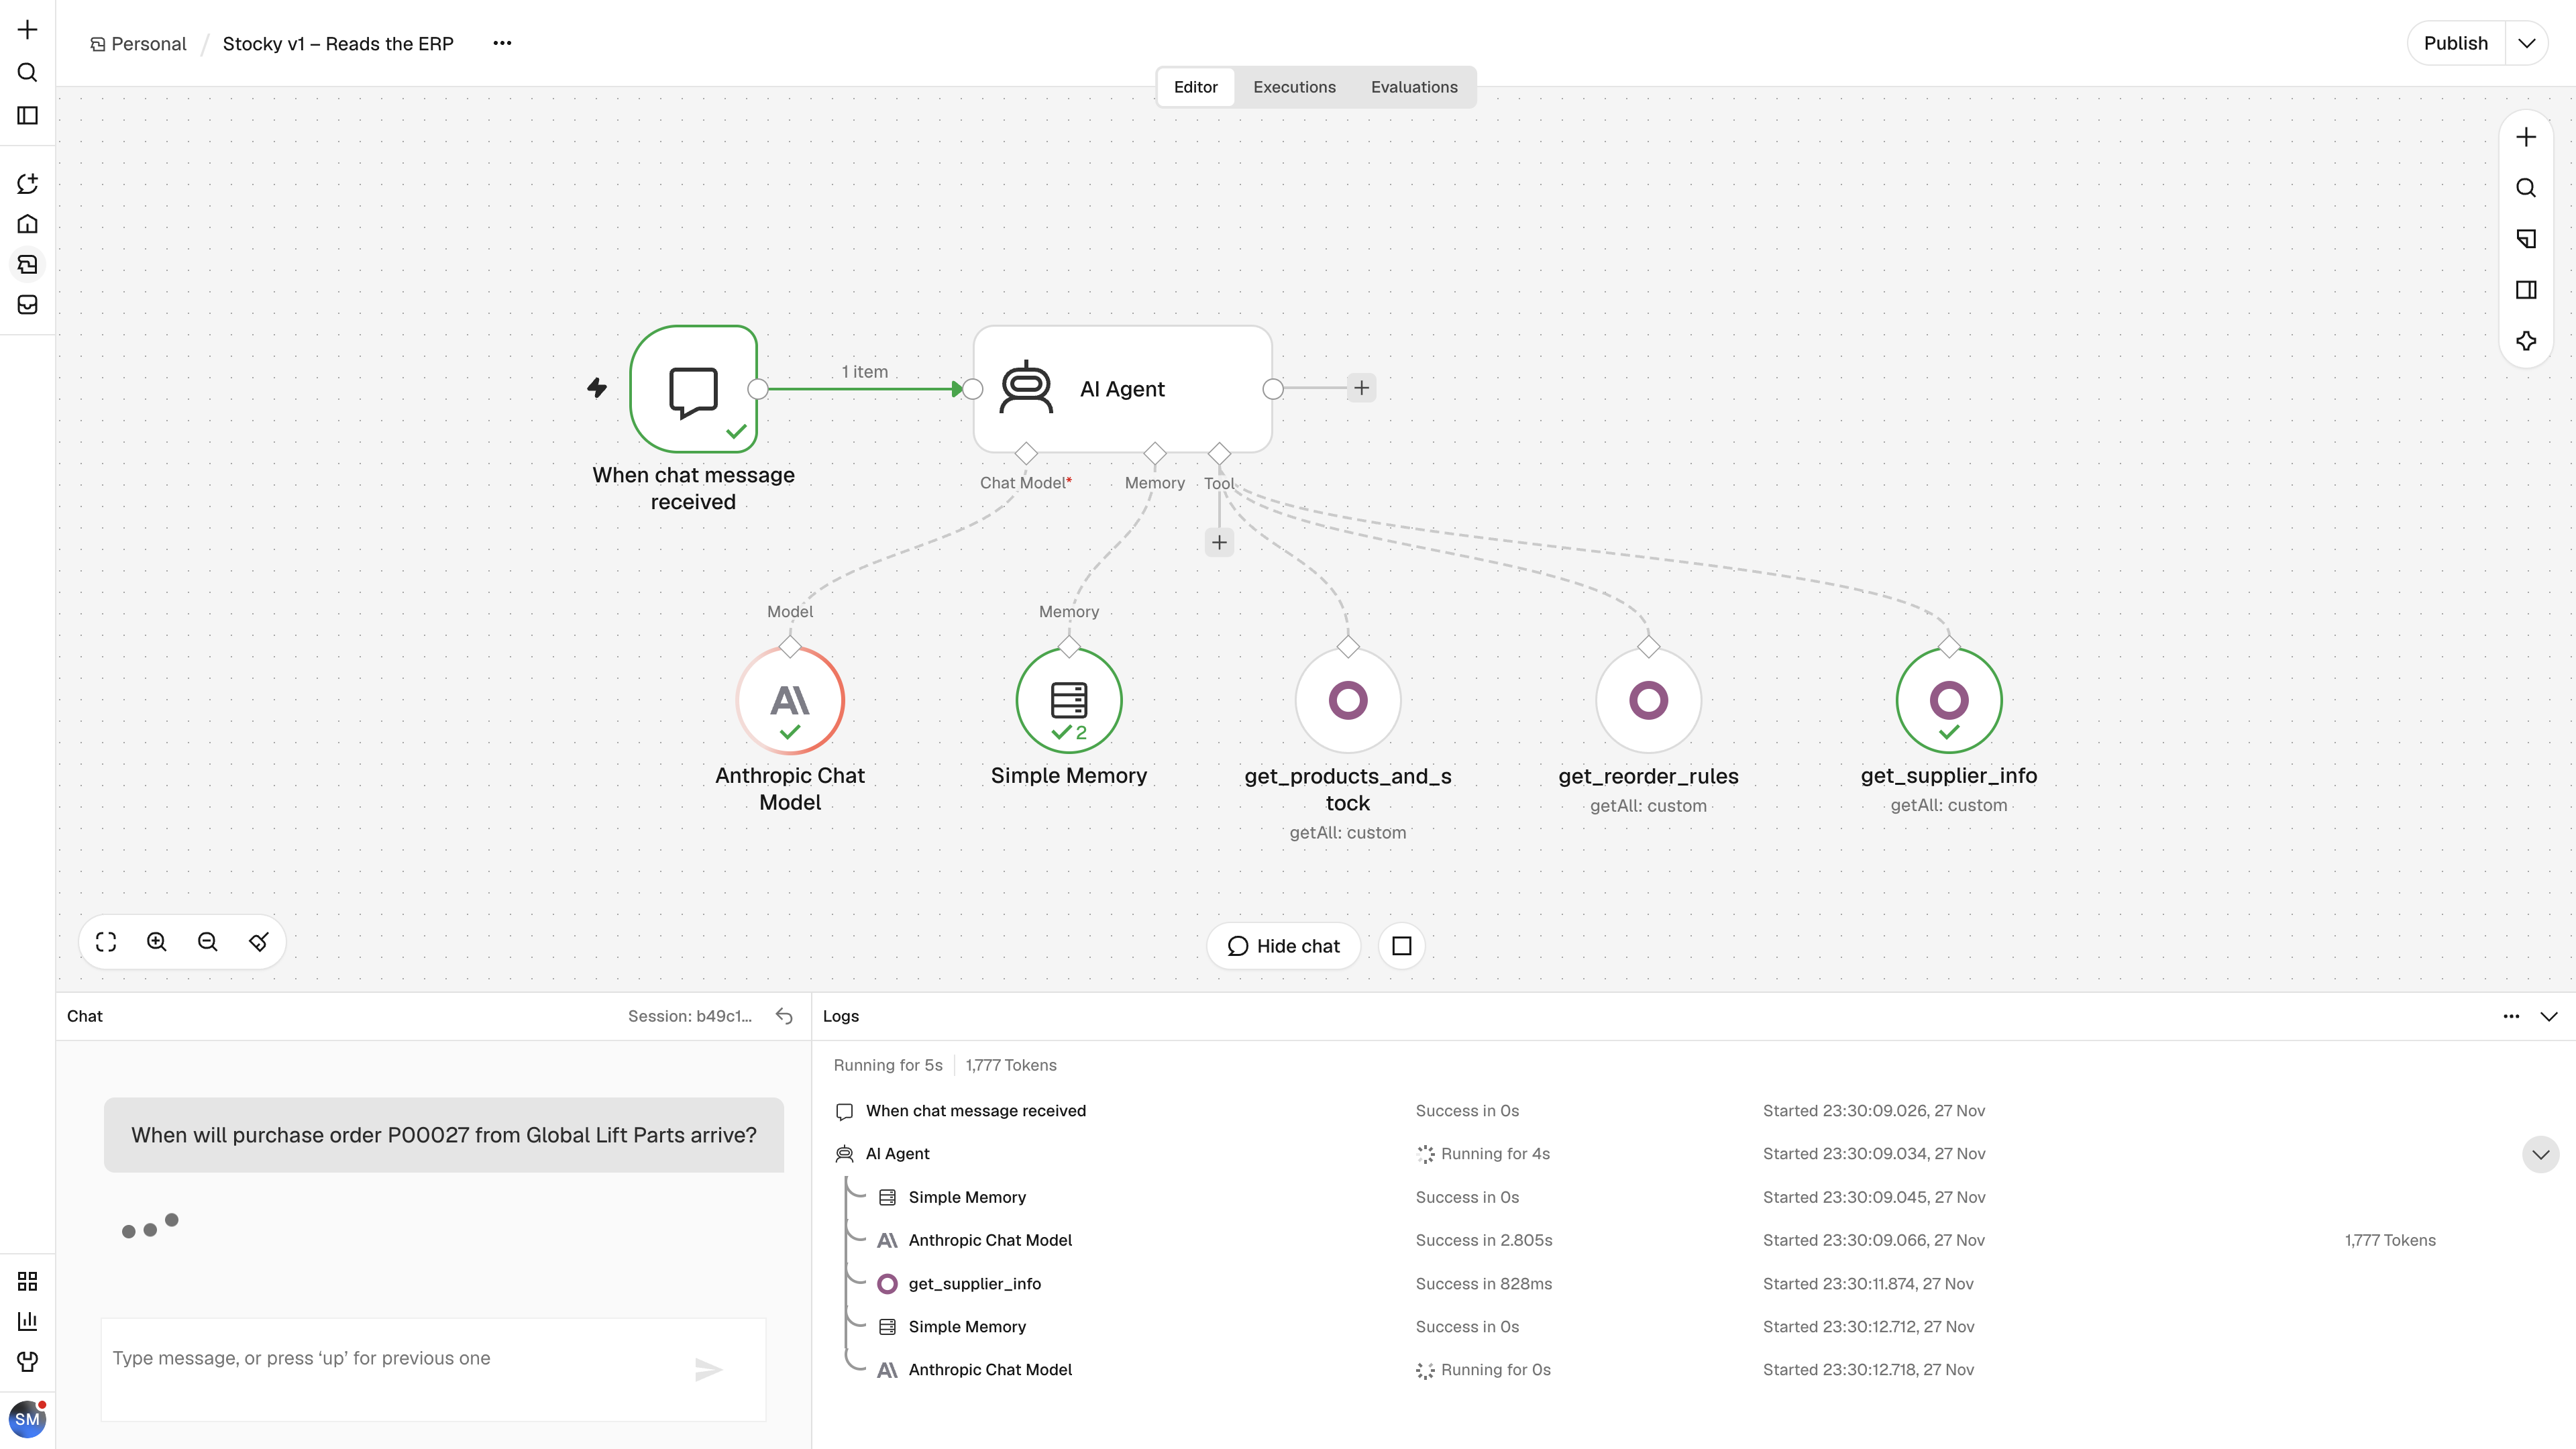 Personal / Stocky v1 – Reads the ERP
Publish
Editor Executions Evaluations
1 item
AI Agent
When chat message
received
Chat Model* Memory Tool
Model Memory
2
Anthropic Chat
Model
Simple Memory
get_products_and_s
tock
getAll: custom
get_reorder_rules
getAll: custom
get_supplier_info
getAll: custom
Hide chat
Chat Session: b49c1...
When will purchase order P00027 from Global Lift Parts arrive?
Type message, or press ‘up’ for previous one
SM
Logs
Running for 5s 1,777 Tokens
When chat message received Success in 0s Started 23:30:09.026, 27 Nov
AI Agent Running for 4s Started 23:30:09.034, 27 Nov
Simple Memory Success in 0s Started 23:30:09.045, 27 Nov
Anthropic Chat Model Success in 2.805s Started 23:30:09.066, 27 Nov 1,777 Tokens
get_supplier_info Success in 828ms Started 23:30:11.874, 27 Nov
Simple Memory Success in 0s Started 23:30:12.712, 27 Nov
Anthropic Chat Model Running for 0s Started 23:30:12.718, 27 Nov